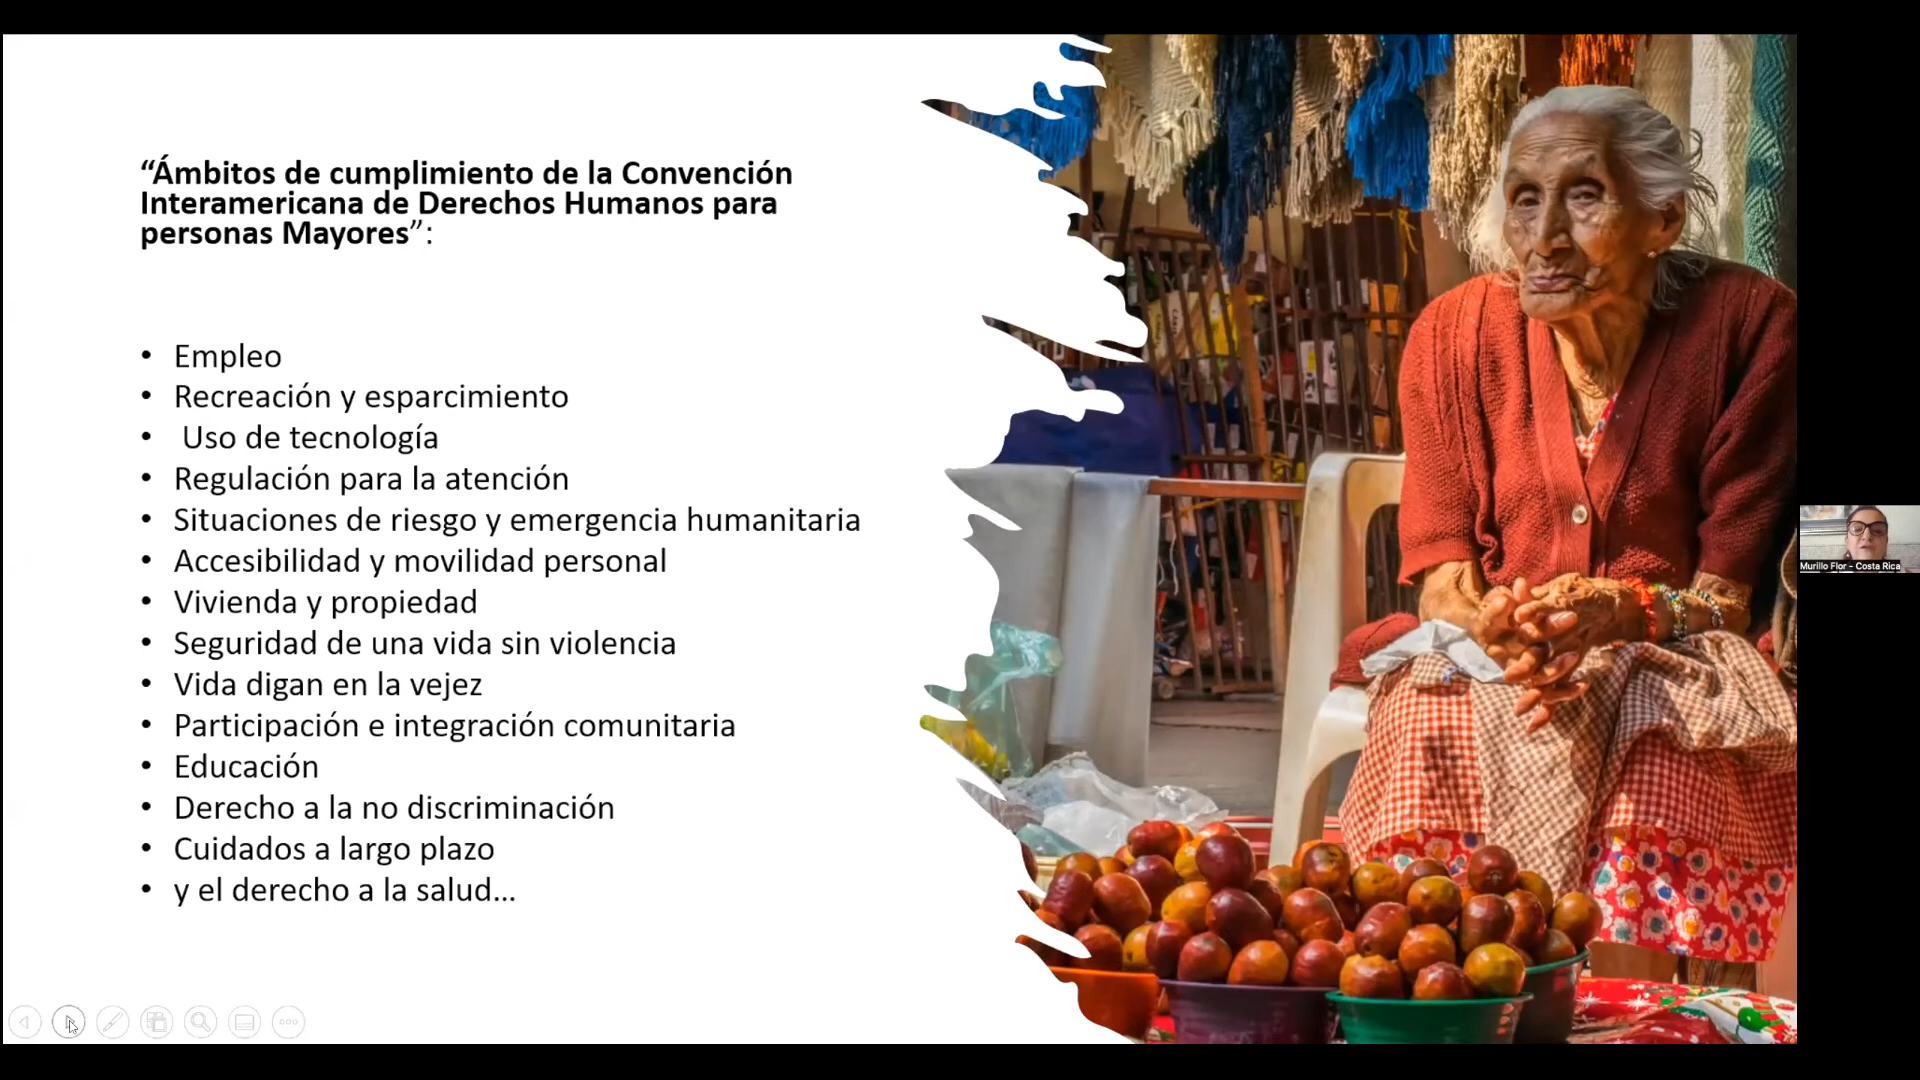 “Ámbitos de cumplimiento de la Convención
Interamericana de Derechos Humanos para
personas Mayores”:
• Empleo
• Recreación y esparcimiento
• Uso de tecnología
• Regulación para la atención
• Situaciones de riesgo y emergencia humanitaria
• Accesibilidad y movilidad personal
• Vivienda y propiedad
• Seguridad de una vida sin violencia
• Vida digan en la vejez
• Participación e integración comunitaria
• Educación
• Derecho a la no discriminación
• Cuidados a largo plazo
• y el derecho a la salud...
Murillo Flor - Costa Rica